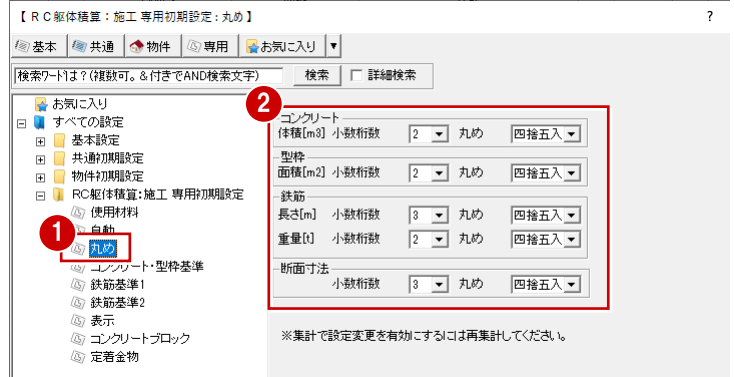 【ＲＣ躯体積算：施工 専用初期設定：丸め】 ?
基本 共通 物件 専用 お気に入り ▼
検索ワードは？(複数可。＆付きでAND検索文字) 検索 詳細検索
お気に入り
すべての設定
基本設定
共通初期設定
物件初期設定
RC躯体積算:施工 専用初期設定
使用材料
自動
丸め
コンクリート・型枠基準
鉄筋基準1
鉄筋基準2
表示
コンクリートブロック
定着金物
1
2
コンクリート
体積[m3] 小数桁数 2 丸め 四捨五入
型枠
面積[m2] 小数桁数 2 丸め 四捨五入
鉄筋
長さ[m] 小数桁数 3 丸め 四捨五入
重量[t] 小数桁数 2 丸め 四捨五入
断面寸法
小数桁数 3 丸め 四捨五入
※集計で設定変更を有効にするには再集計してください。